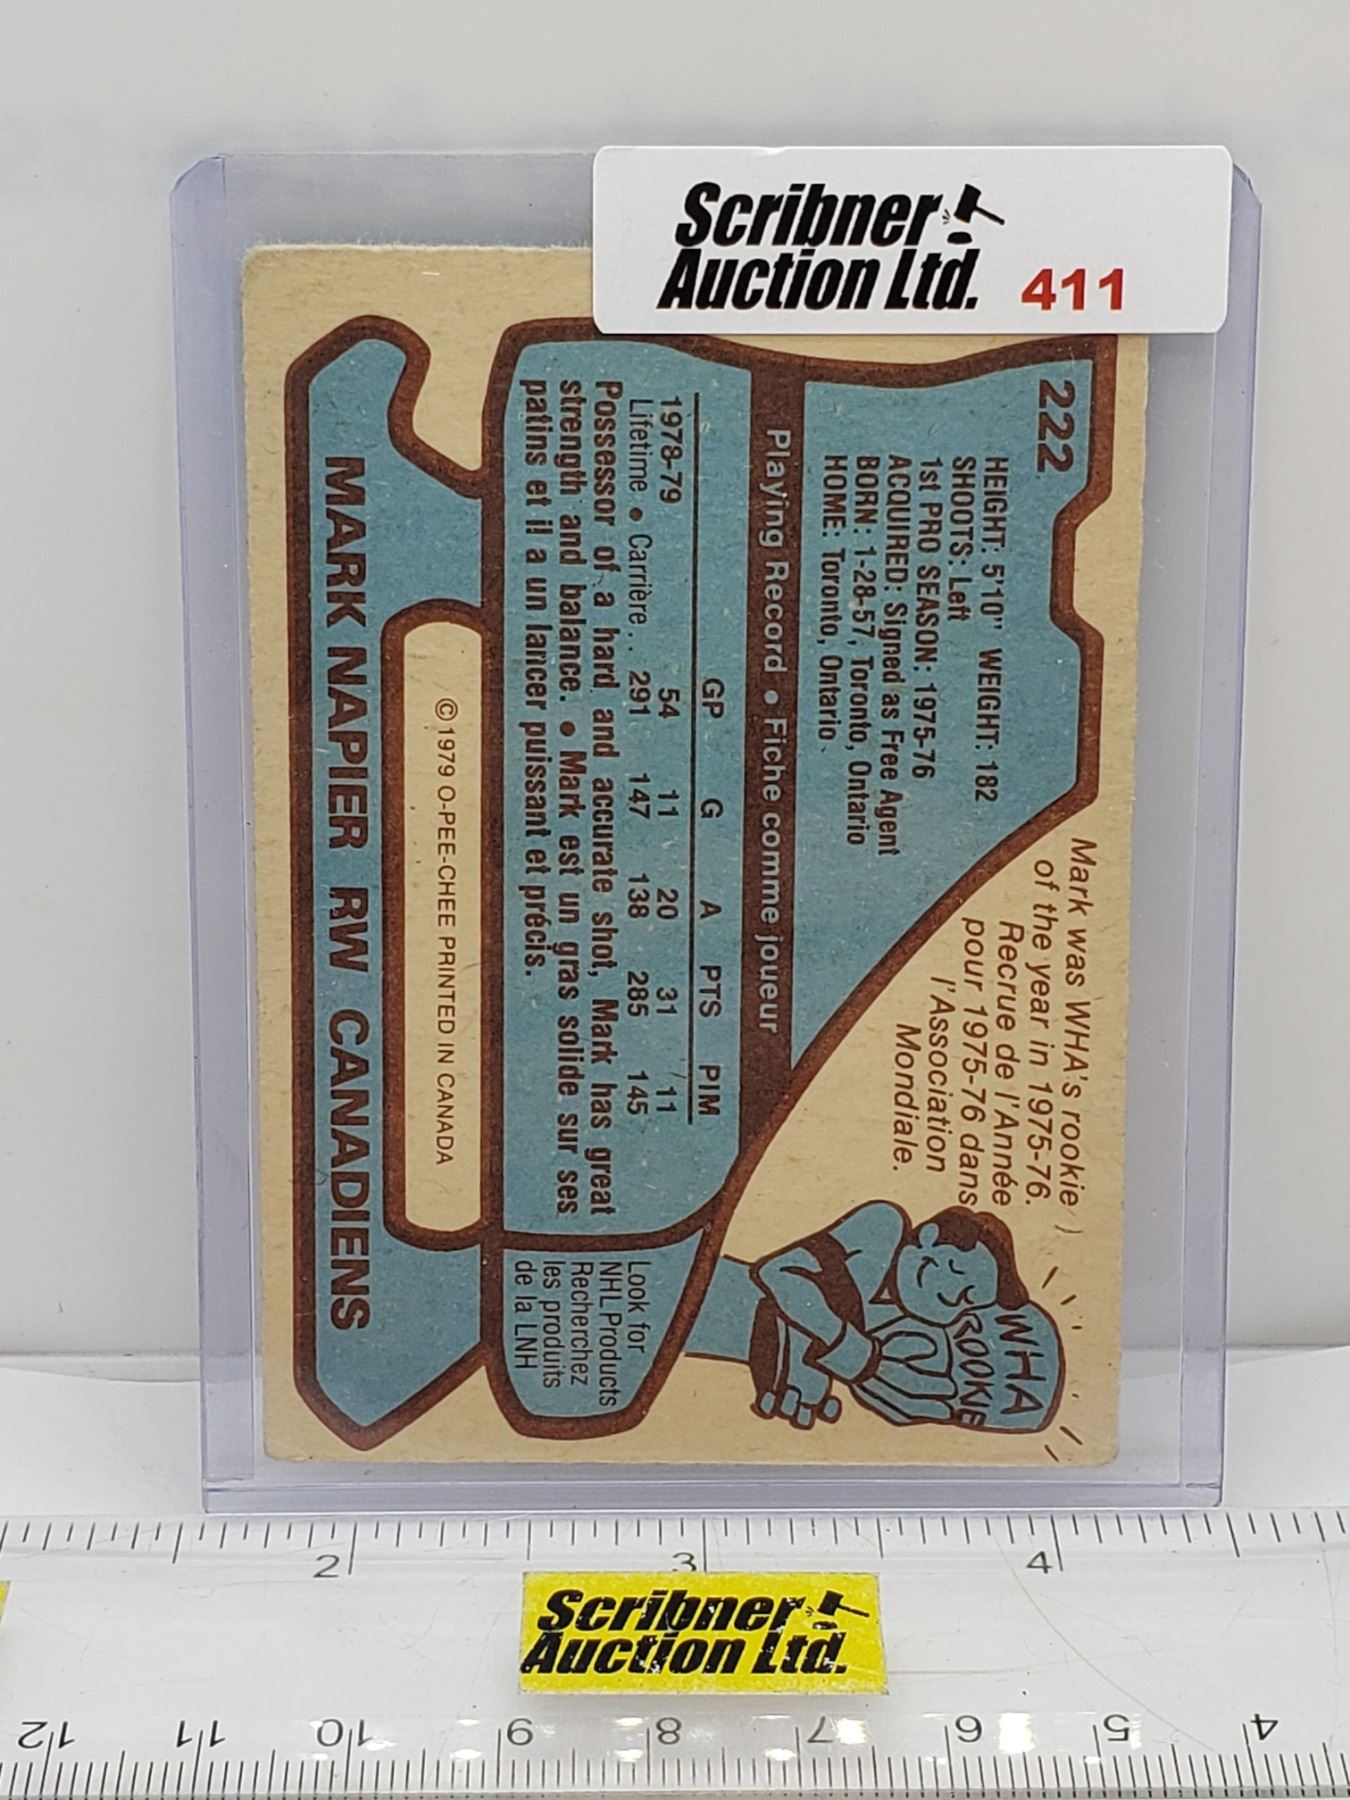 Scribner
Auction Ltd. 411
222
HEIGHT: 5'10" WEIGHT: 182
SHOOTS: Left
1st PRO SEASON: 1975-76
ACQUIRED: Signed as Free Agent
BORN: 1-28-57, Toronto, Ontario
HOME: Toronto, Ontario
Mark was WHA's rookie
of the year in 1975-76.
Recrue de l'Année
pour 1975-76 dans
l'Association
Mondiale.
WHA
ROOKIE
Playing Record • Fiche comme joueur
GP G A PTS PIM
1978-79 54 11 20 31 11
Lifetime • Carrière . . 291 147 138 285 145
Possessor of a hard and accurate shot, Mark has great
strength and balance. • Mark est un gras solide sur ses
patins et il a un lancer puissant et précis.
Look for
NHL Products
Recherchez
les produits
de la LNH
© 1979 O-PEE-CHEE PRINTED IN CANADA
MARK NAPIER RW CANADIENS
2 3 4
Scribner
Auction Ltd.
12 11 10 9 8 7 6 5 4